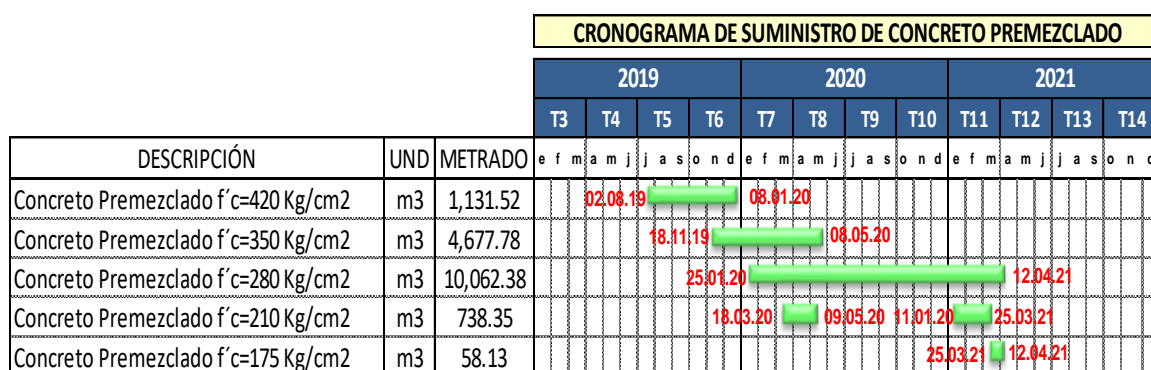 CRONOGRAMA DE SUMINISTRO DE CONCRETO PREMEZCLADO
2019 2020 2021
T3 T4 T5 T6 T7 T8 T9 T10 T11 T12 T13 T14
DESCRIPCIÓN UND METRADO e f m a m j j a s o n d e f m a m j j a s o n d e f m a m j j a s o n d
Concreto Premezclado f´c=420 Kg/cm2 m3 1,131.52 02.08.19 08.01.20
Concreto Premezclado f´c=350 Kg/cm2 m3 4,677.78 18.11.19 08.05.20
Concreto Premezclado f´c=280 Kg/cm2 m3 10,062.38 25.01.20 12.04.21
Concreto Premezclado f´c=210 Kg/cm2 m3 738.35 18.03.20 09.05.20 11.01.20 25.03.21
Concreto Premezclado f´c=175 Kg/cm2 m3 58.13 25.03.21 12.04.21